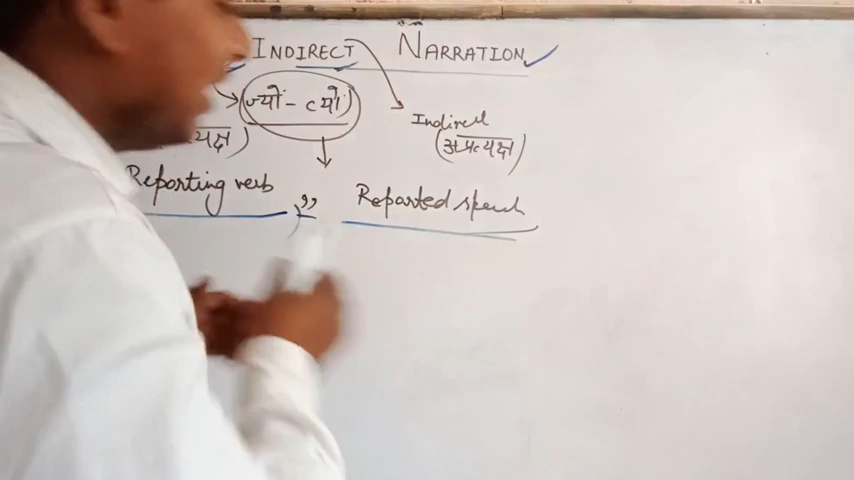 INDIRECT NARRATION
ज्यों - त्यों Indirect
(अप्रत्यक्ष)
Reporting verb ,” Reported speech